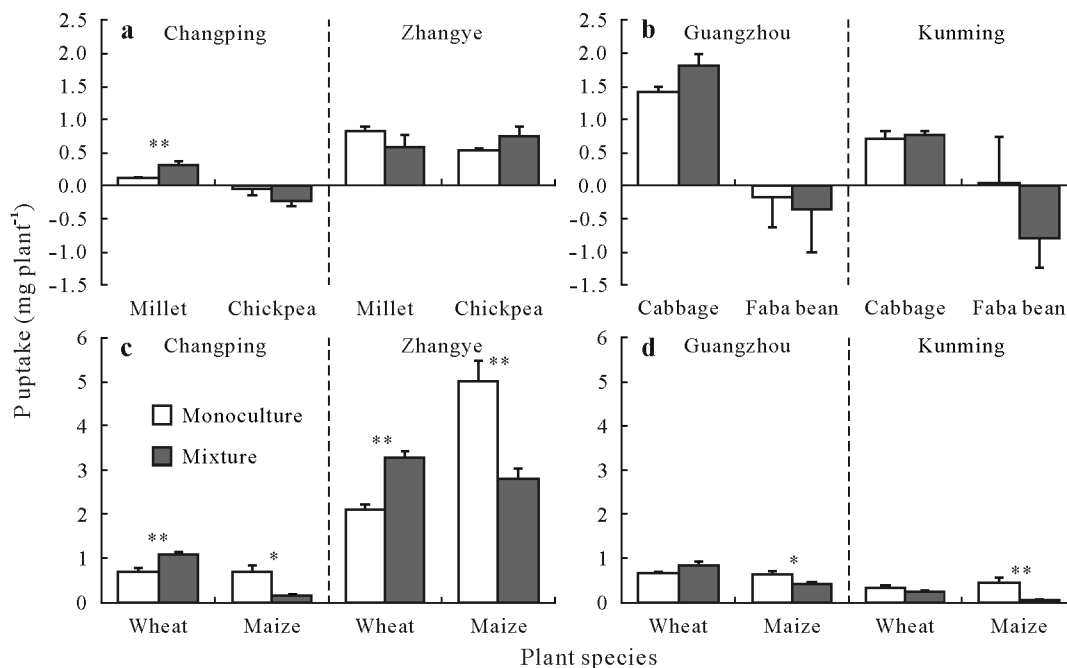 a Changping Zhangye
b Guangzhou Kunming
2.5 2.0 1.5 1.0 0.5 0.0 -0.5 -1.0 -1.5
2.5 2.0 1.5 1.0 0.5 0.0 -0.5 -1.0 -1.5
**
Millet Chickpea Millet Chickpea
Cabbage Faba bean Cabbage Faba bean
P uptake (mg plant⁻¹)
c Changping Zhangye
d Guangzhou Kunming
6 5 4 3 2 1 0
6 5 4 3 2 1 0
Monoculture
Mixture
** * ** **
* **
Wheat Maize Wheat Maize
Wheat Maize Wheat Maize
Plant species